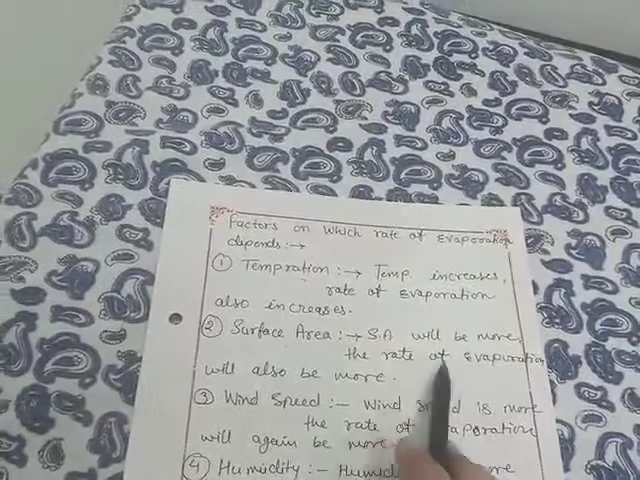 Factors on which rate of Evaporation
depends :→
① Tempration :→ Temp. increases,
rate of Evaporation
also increases.
② Surface Area :→ S.A. will be more,
the rate of Evaporation
will also be more.
③ Wind Speed :- Wind is more
the rate of
will again be more
④ Humidity :-